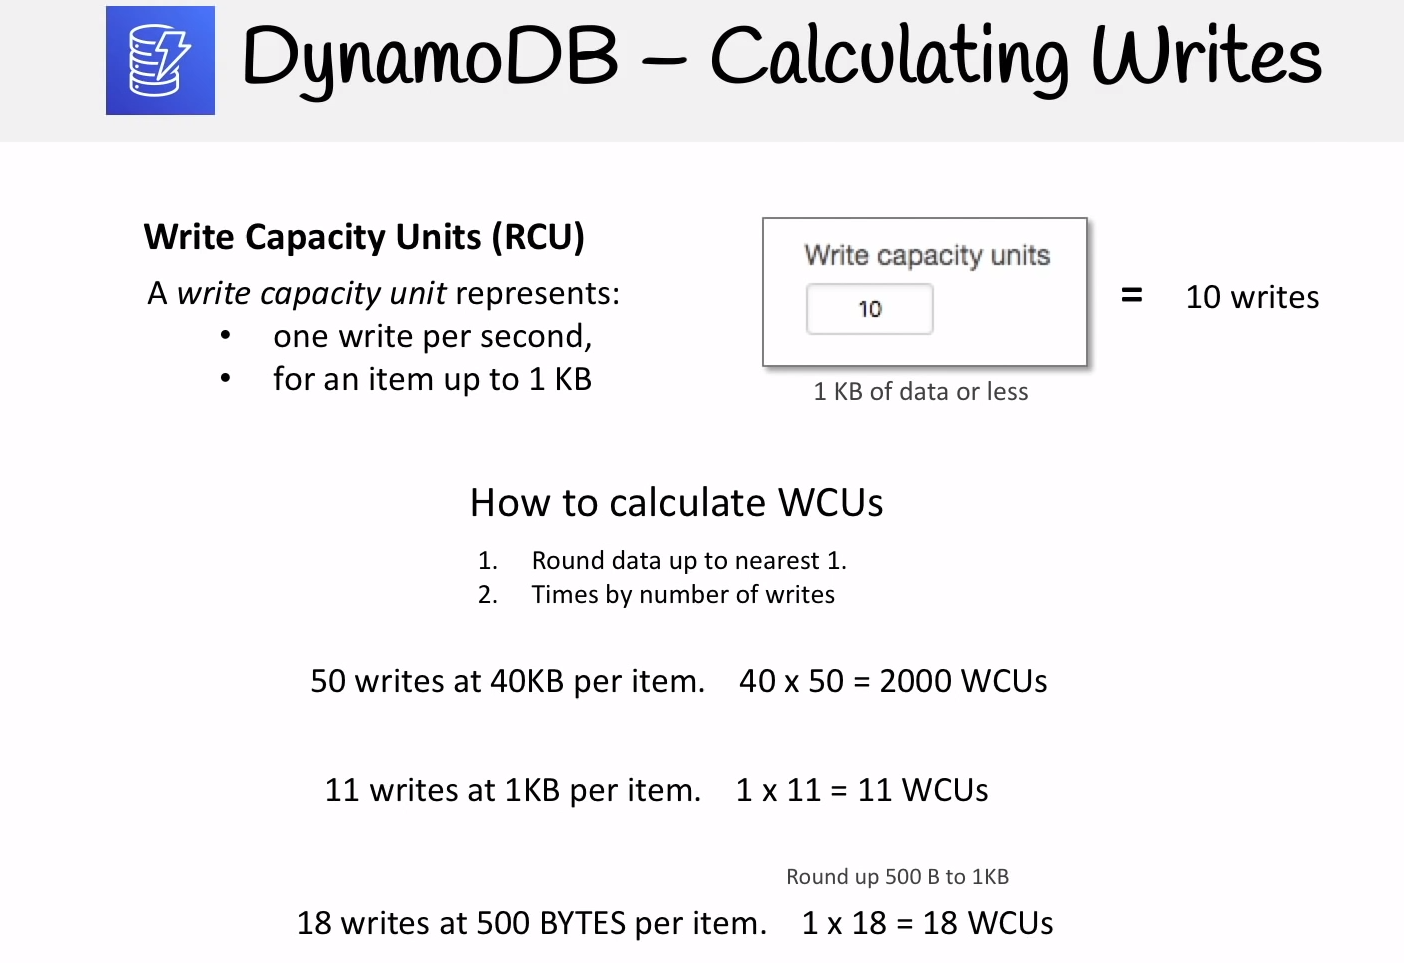 DynamoDB – Calculating Writes
Write Capacity Units (RCU)
A write capacity unit represents:
• one write per second,
• for an item up to 1 KB
Write capacity units
10
= 10 writes
1 KB of data or less
How to calculate WCUs
1. Round data up to nearest 1.
2. Times by number of writes
50 writes at 40KB per item. 40 x 50 = 2000 WCUs
11 writes at 1KB per item. 1 x 11 = 11 WCUs
Round up 500 B to 1KB
18 writes at 500 BYTES per item. 1 x 18 = 18 WCUs